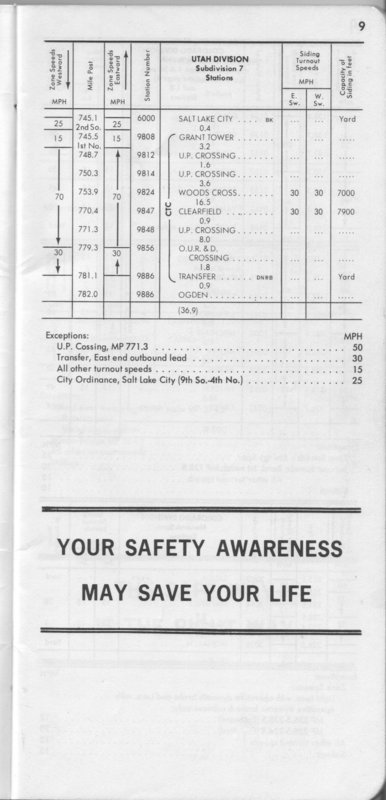 9
UTAH DIVISION
Subdivision 7
Stations
Zone Speeds Westward
Mile Post
Zone Speeds Eastward
Station Number
Siding Turnout Speeds
Capacity of Siding in feet
MPH MPH MPH
E. Sw. W. Sw.
745.1 6000 SALT LAKE CITY .... BK ... ... Yard
25 2nd So. 25 0.4
15 745.5 15 9808 GRANT TOWER ........ ... ... .....
1st No. 3.2
748.7 9812 U.P. CROSSING ........ ... ... .....
1.6
750.3 9814 U.P. CROSSING ........ ... ... .....
3.6
753.9 9824 WOODS CROSS........ 30 30 7000
70 70 16.5
770.4 9847 CTC CLEARFIELD ......... 30 30 7900
0.9
771.3 9848 U.P. CROSSING ........ ... ... .....
8.0
779.3 9856 O.U.R. & D.
30 30 CROSSING ........ ... ... .....
1.8
781.1 9886 TRANSFER ...... DNRB ... ... Yard
0.9
782.0 9886 OGDEN ............. ... ... .....
(36.9)
Exceptions: MPH
U.P. Cossing, MP 771.3 .............................. 50
Transfer, East end outbound lead ........................ 30
All other turnout speeds .............................. 15
City Ordinance, Salt Lake City (9th So.-4th No.) ............... 25
YOUR SAFETY AWARENESS
MAY SAVE YOUR LIFE